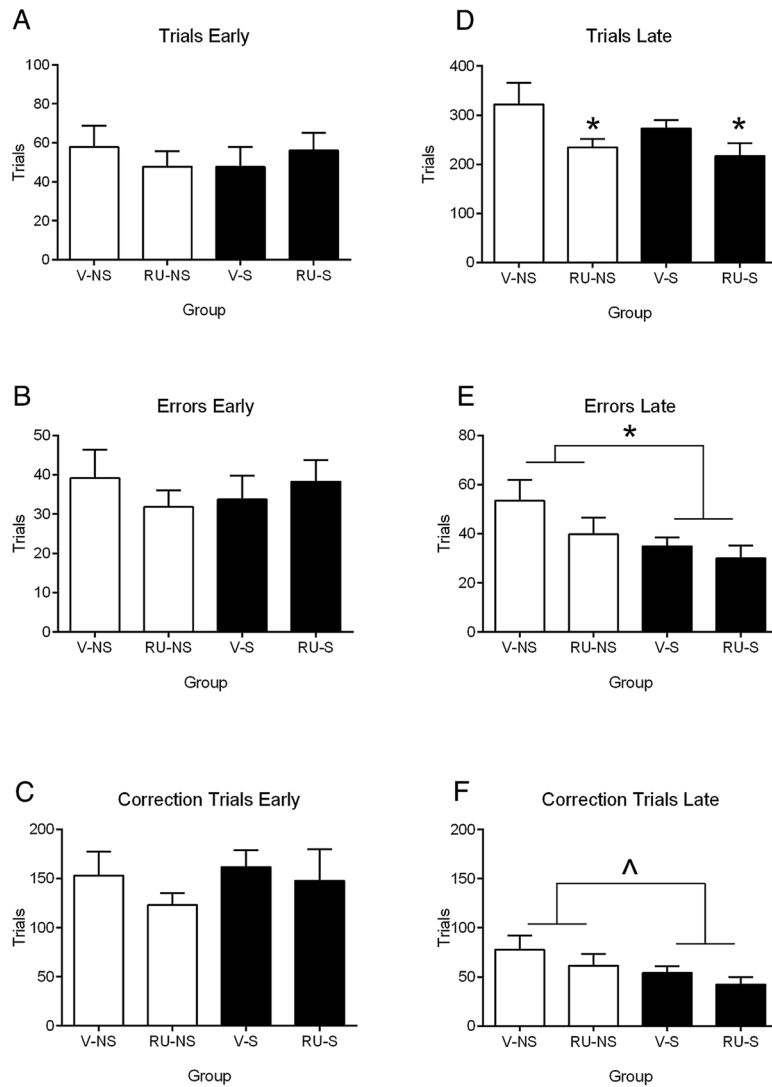 A
Trials Early
100
80
60
40
20
0
Trials
V-NS RU-NS V-S RU-S
Group
B
Errors Early
50
40
30
20
10
0
Trials
V-NS RU-NS V-S RU-S
Group
C
Correction Trials Early
200
150
100
50
0
Trials
V-NS RU-NS V-S RU-S
Group
D
Trials Late
400
300
200
100
0
Trials
* *
V-NS RU-NS V-S RU-S
Group
E
Errors Late
80
60
40
20
0
Trials
*
V-NS RU-NS V-S RU-S
Group
F
Correction Trials Late
200
150
100
50
0
Trials
^
V-NS RU-NS V-S RU-S
Group